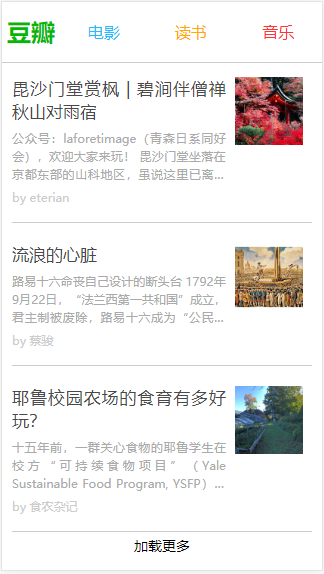 豆瓣 电影 读书 音乐
毘沙门堂赏枫 | 碧涧伴僧禅
秋山对雨宿
公众号：laforetimage（青森日系同好
会），欢迎大家来玩！ 毘沙门堂坐落在
京都东部的山科地区，虽说这里已离...
by eterian
流浪的心脏
路易十六命丧自己设计的断头台 1792年
9月22日，“法兰西第一共和国”成立，
君主制被废除，路易十六成为“公民...
by 蔡骏
耶鲁校园农场的食育有多好
玩？
十五年前，一群关心食物的耶鲁学生在
校方“可持续食物项目”（Yale
Sustainable Food Program, YSFP）...
by 食农杂记
加载更多